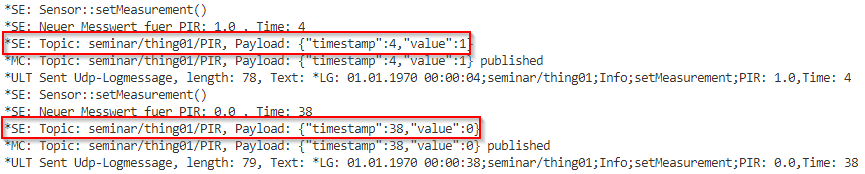 *SE: Sensor::setMeasurement()
*SE: Neuer Messwert fuer PIR: 1.0 , Time: 4
*SE: Topic: seminar/thing01/PIR, Payload: {"timestamp":4,"value":1}
*MC: Topic: seminar/thing01/PIR, Payload: {"timestamp":4,"value":1} published
*ULT Sent Udp-Logmessage, length: 78, Text: *LG: 01.01.1970 00:00:04;seminar/thing01;Info;setMeasurement;PIR: 1.0,Time: 4
*SE: Sensor::setMeasurement()
*SE: Neuer Messwert fuer PIR: 0.0 , Time: 38
*SE: Topic: seminar/thing01/PIR, Payload: {"timestamp":38,"value":0}
*MC: Topic: seminar/thing01/PIR, Payload: {"timestamp":38,"value":0} published
*ULT Sent Udp-Logmessage, length: 79, Text: *LG: 01.01.1970 00:00:38;seminar/thing01;Info;setMeasurement;PIR: 0.0,Time: 38